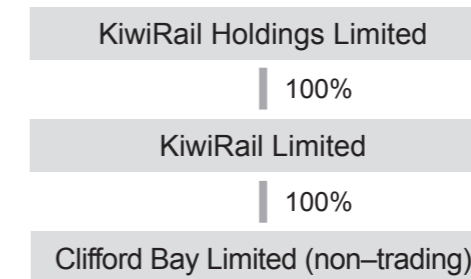 KiwiRail Holdings Limited
100%
KiwiRail Limited
100%
Clifford Bay Limited (non–trading)